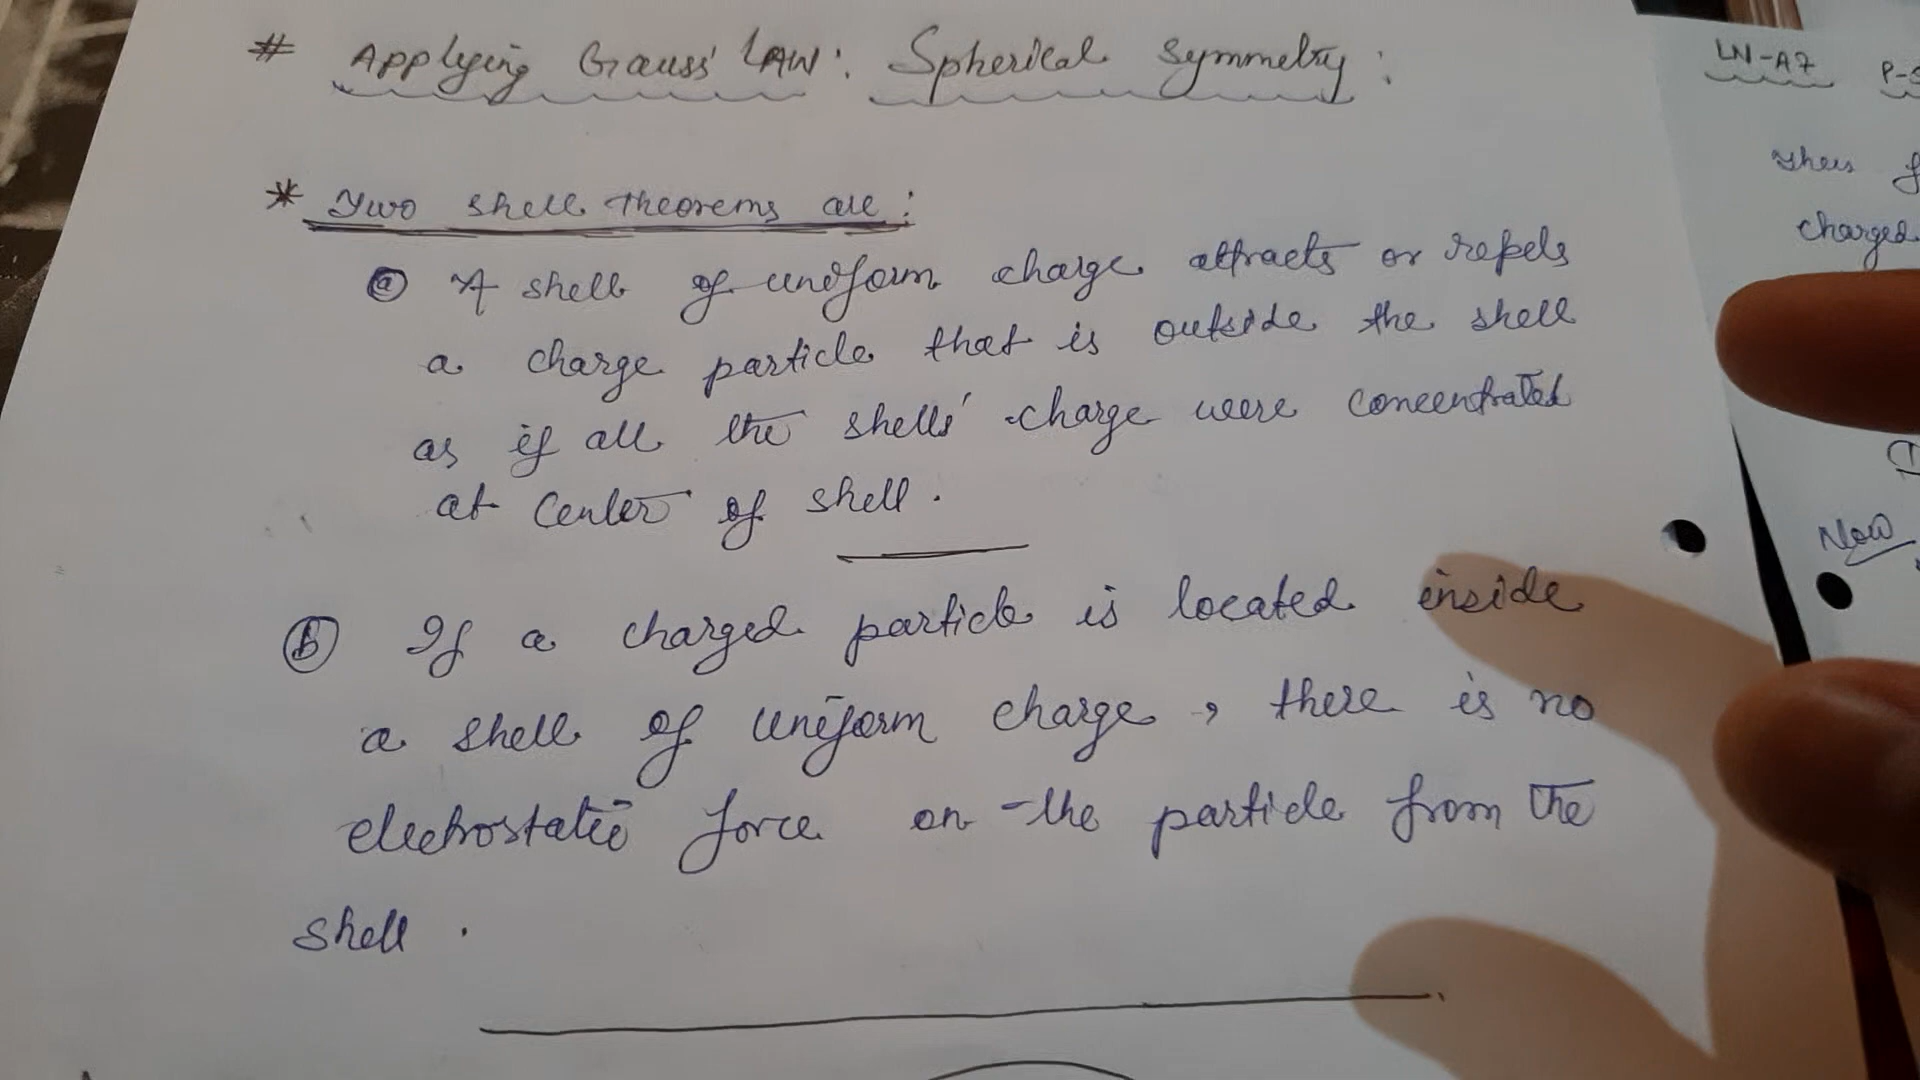 # Applying Gauss' LAW: Spherical Symmetry:
* Two shell theorems are:
ⓐ A shell of uniform charge attracts or repels
a charge particle that is outside the shell
as if all the shells' charge were concentrated
at Center of shell.
ⓑ If a charged particle is located inside
a shell of uniform charge, there is no
electrostatic force on the particle from the
shell.
LN-A7
charged
Now